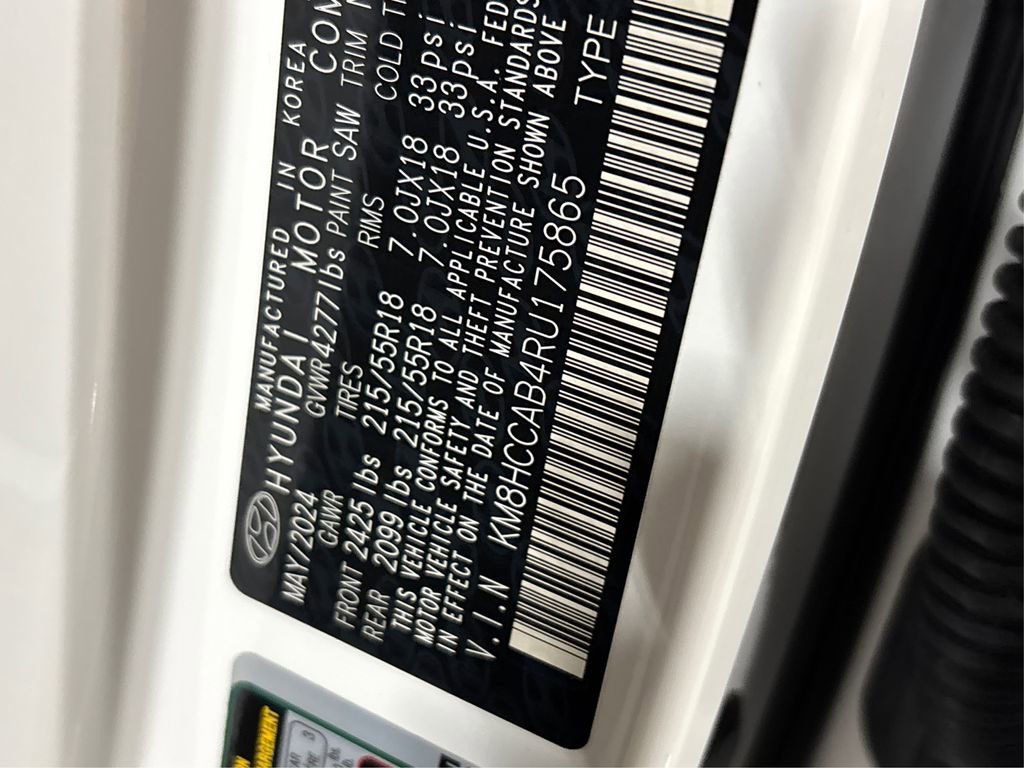 MANUFACTURED IN KOREA
HYUNDAI MOTOR COM
MAY/2024 GVWR4277lbs PAINT SAW TRIM
GAWR TIRES RIMS COLD
FRONT 2425 lbs 215/55R18 7.0JX18 33psi
REAR 2099 lbs 215/55R18 7.0JX18 33psi
THIS VEHICLE CONFORMS TO ALL APPLICABLE U.S.A. FED
MOTOR VEHICLE SAFETY AND THEFT PREVENTION STANDARDS
IN EFFECT ON THE DATE OF MANUFACTURE SHOWN ABOVE
V.I.N KM8HCCAB4RU175865 TYPE
3